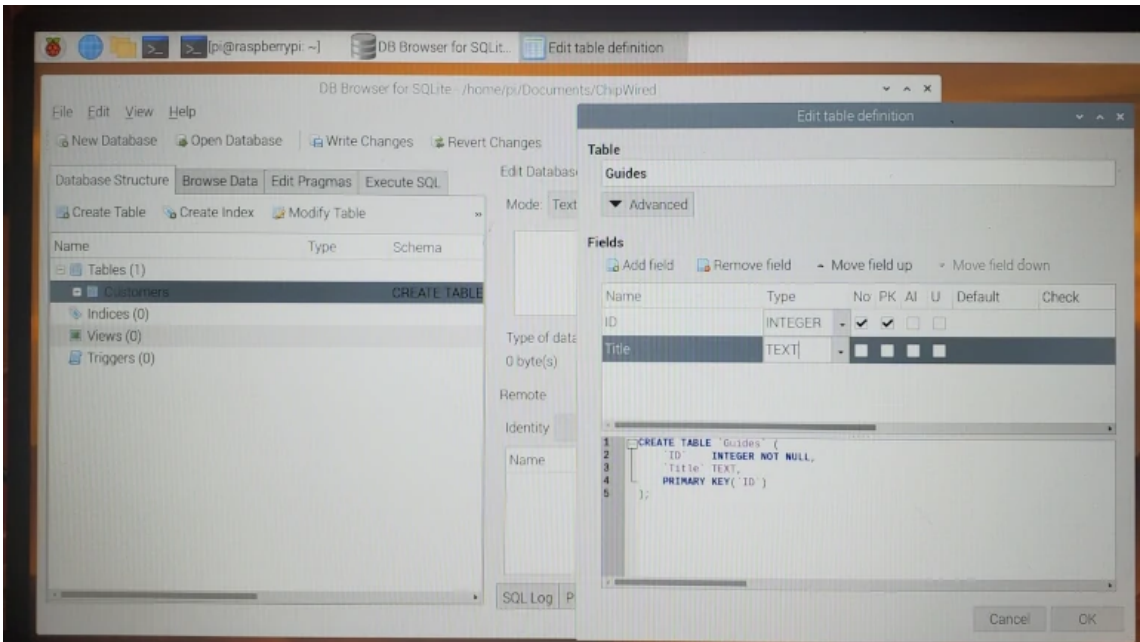 [pi@raspberrypi: ~]
DB Browser for SQLit...
Edit table definition
DB Browser for SQLite - /home/pi/Documents/ChipWired
File Edit View Help
New Database Open Database Write Changes Revert Changes
Database Structure Browse Data Edit Pragmas Execute SQL
Create Table Create Index Modify Table »
Name Type Schema
Tables (1)
Customers CREATE TABLE
Indices (0)
Views (0)
Triggers (0)
Edit Databas
Mode: Text
Type of data
0 byte(s)
Remote
Identity
Name
SQL Log P
Edit table definition
Table
Guides
Advanced
Fields
Add field Remove field Move field up Move field down
Name Type No PK AI U Default Check
ID INTEGER
Title TEXT
1 CREATE TABLE `Guides` (
2 `ID` INTEGER NOT NULL,
3 `Title` TEXT,
4 PRIMARY KEY(`ID`)
5 );
Cancel OK